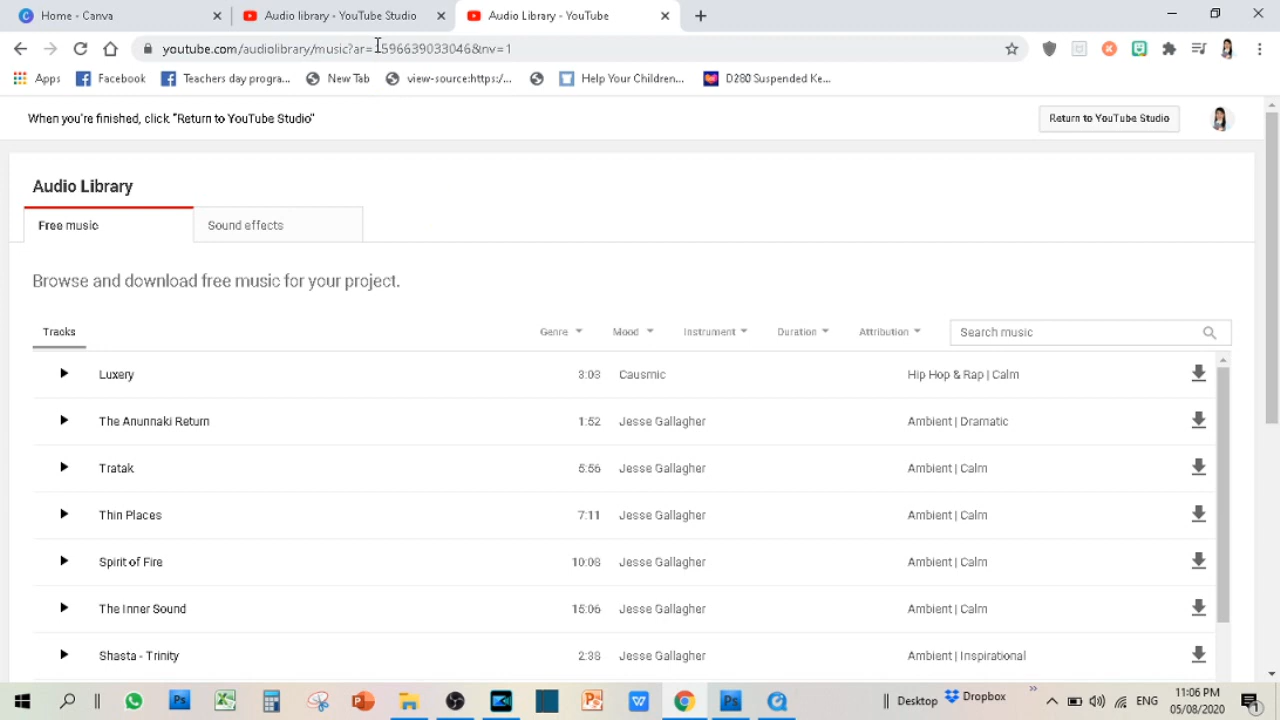 Home - Canva
Audio library - YouTube Studio
Audio Library - YouTube
youtube.com/audiolibrary/music?ar=1596639033046&nv=1
Apps
Facebook
Teachers day progra...
New Tab
view-source:https:/...
Help Your Children...
D280 Suspended Ke...
When you're finished, click "Return to YouTube Studio"
Return to YouTube Studio
Audio Library
Free music
Sound effects
Browse and download free music for your project.
Tracks
Genre
Mood
Instrument
Duration
Attribution
Search music
Luxery 3:03 Causmic Hip Hop & Rap | Calm
The Anunnaki Return 1:52 Jesse Gallagher Ambient | Dramatic
Tratak 5:56 Jesse Gallagher Ambient | Calm
Thin Places 7:11 Jesse Gallagher Ambient | Calm
Spirit of Fire 10:08 Jesse Gallagher Ambient | Calm
The Inner Sound 15:06 Jesse Gallagher Ambient | Calm
Shasta - Trinity 2:38 Jesse Gallagher Ambient | Inspirational
Desktop
Dropbox
ENG
11:06 PM
05/08/2020